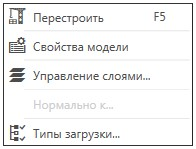 Перестроить F5
Свойства модели
Управление слоями...
Нормально к...
Типы загрузки...